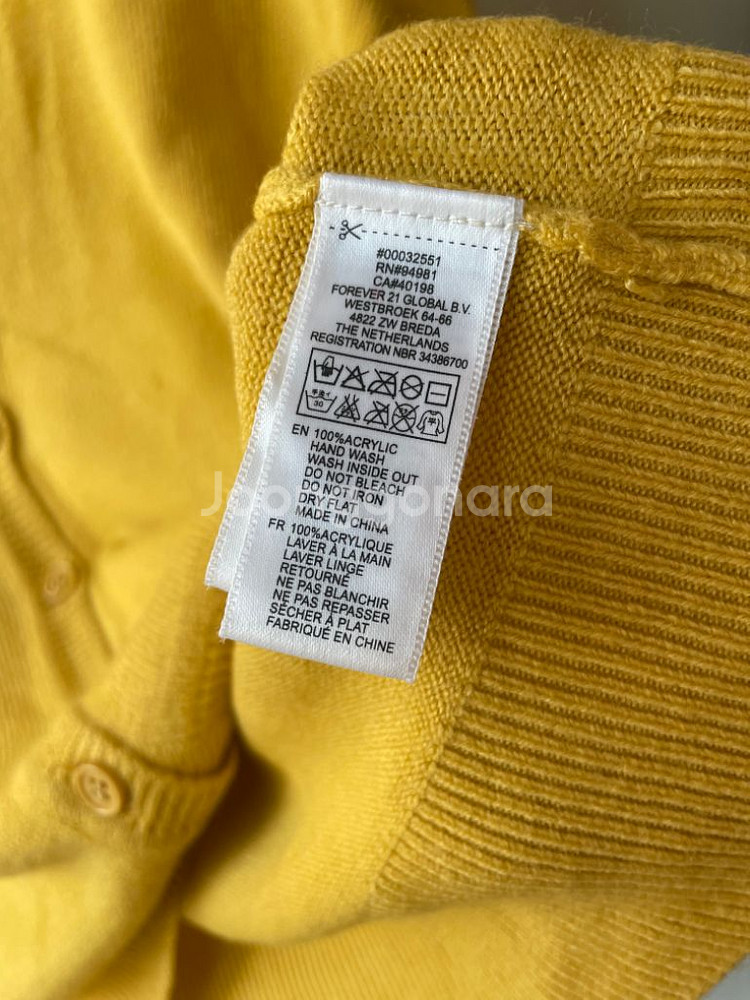 #00032551
RN#94981
CA#40198
FOREVER 21 GLOBAL B.V.
WESTBROEK 64-66
4822 ZW BREDA
THE NETHERLANDS
REGISTRATION NBR 34386700
30
EN 100%ACRYLIC
HAND WASH
WASH INSIDE OUT
DO NOT BLEACH
DO NOT IRON
DRY FLAT
MADE IN CHINA
FR 100%ACRYLIQUE
LAVER À LA MAIN
LAVER LINGE
RETOURNÉ
NE PAS BLANCHIR
NE PAS REPASSER
SÉCHER À PLAT
FABRIQUÉ EN CHINE
Joonggonara